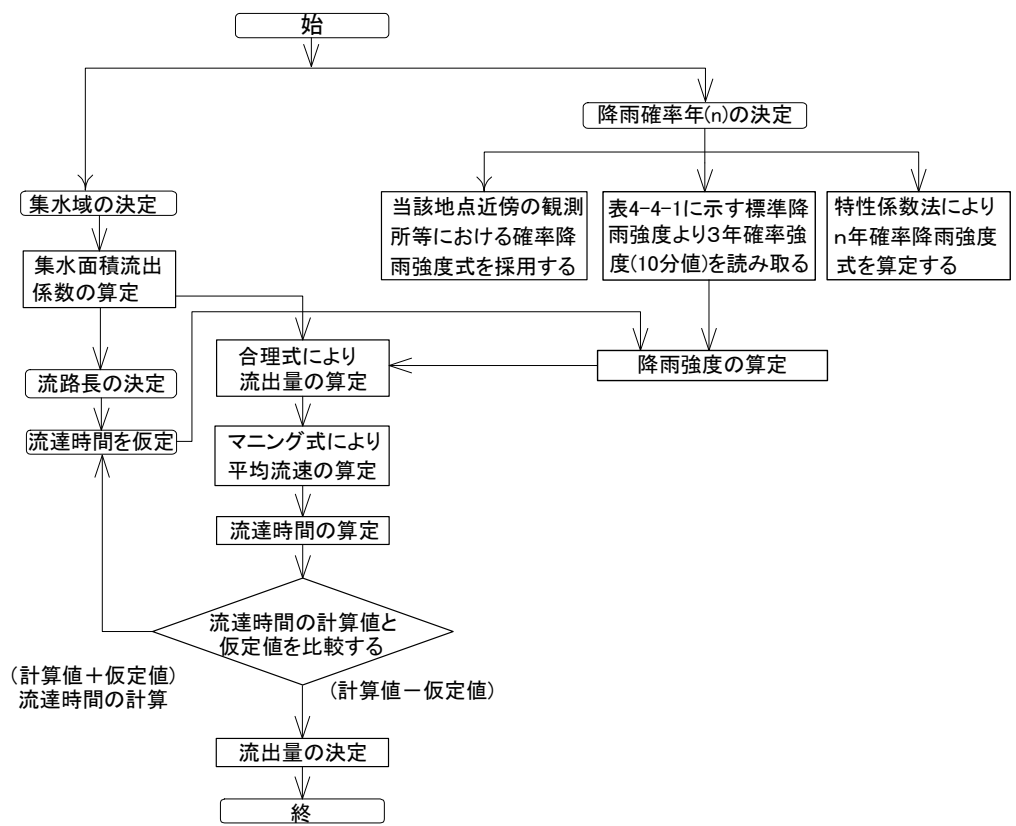 始
降雨確率年(n)の決定
集水域の決定
当該地点近傍の観測
所等における確率降
雨強度式を採用する
表4-4-1に示す標準降
雨強度より3年確率強
度(10分値)を読み取る
特性係数法により
n年確率降雨強度
式を算定する
集水面積流出
係数の算定
合理式により
流出量の算定
降雨強度の算定
流路長の決定
流達時間を仮定
マニング式により
平均流速の算定
流達時間の算定
流達時間の計算値と
仮定値を比較する
(計算値+仮定値)
流達時間の計算
(計算値-仮定値)
流出量の決定
終